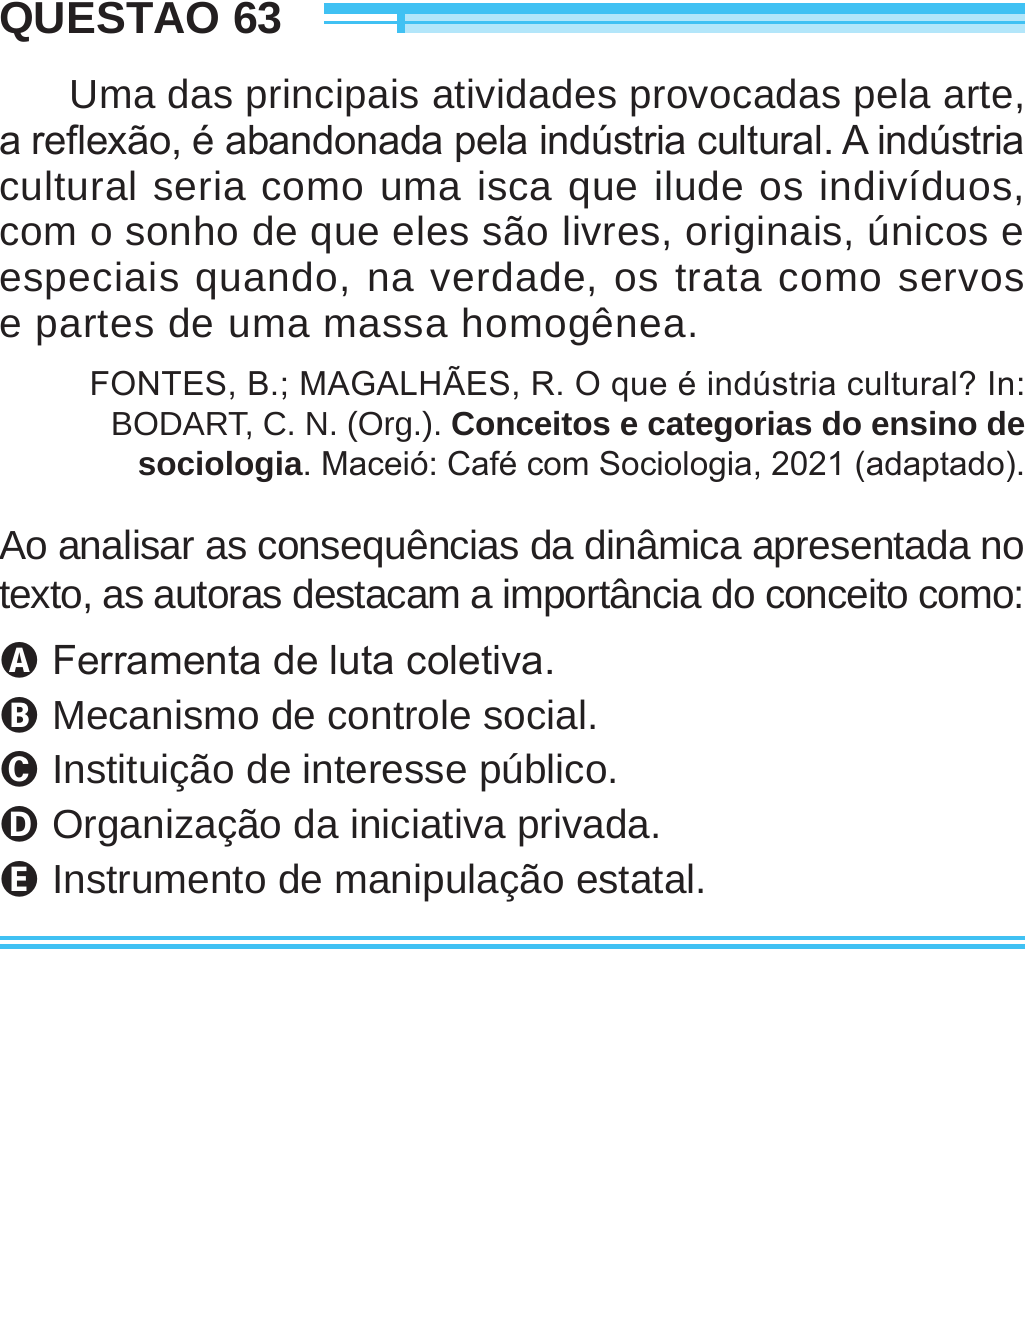 QUESTÃO 63
Uma das principais atividades provocadas pela arte,
a reflexão, é abandonada pela indústria cultural. A indústria
cultural seria como uma isca que ilude os indivíduos,
com o sonho de que eles são livres, originais, únicos e
especiais quando, na verdade, os trata como servos
e partes de uma massa homogênea.
FONTES, B.; MAGALHÃES, R. O que é indústria cultural? In:
BODART, C. N. (Org.). Conceitos e categorias do ensino de
sociologia. Maceió: Café com Sociologia, 2021 (adaptado).
Ao analisar as consequências da dinâmica apresentada no
texto, as autoras destacam a importância do conceito como:
A Ferramenta de luta coletiva.
B Mecanismo de controle social.
C Instituição de interesse público.
D Organização da iniciativa privada.
E Instrumento de manipulação estatal.